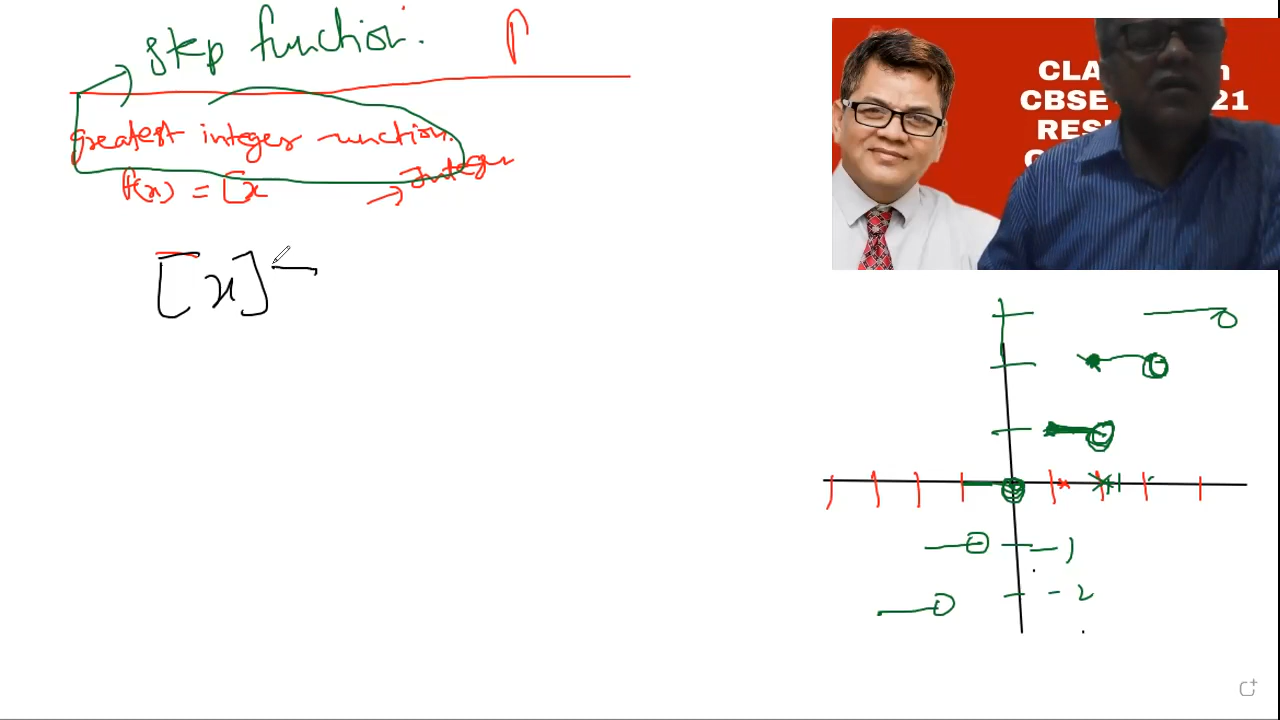 step function.
greatest integer function.
f(x) = [x
→ Integer
[x]
CLA n
CBSE 21
RES
-1
-2